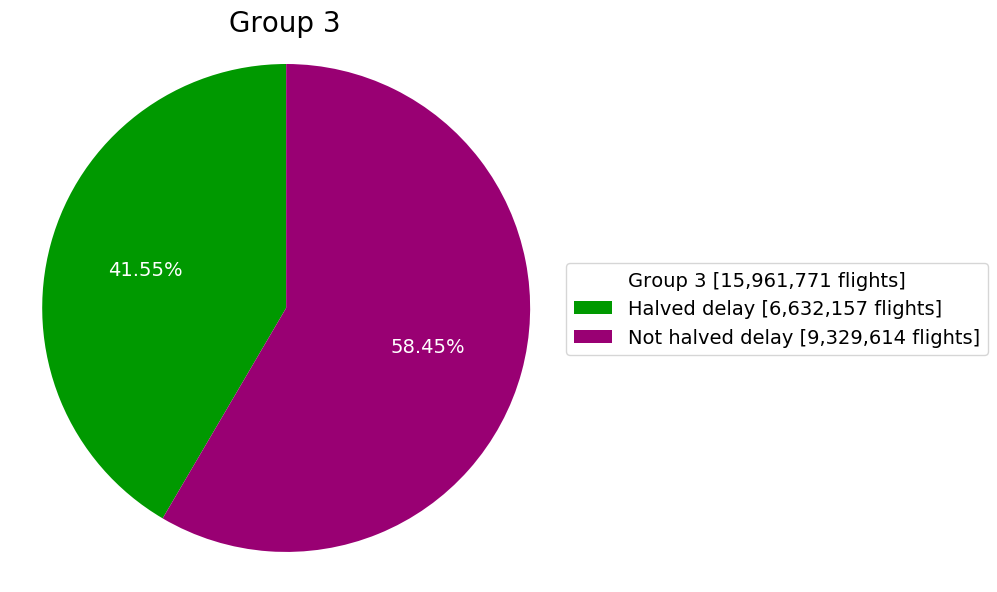 Group 3
41.55%
58.45%
Group 3 [15,961,771 flights]
Halved delay [6,632,157 flights]
Not halved delay [9,329,614 flights]